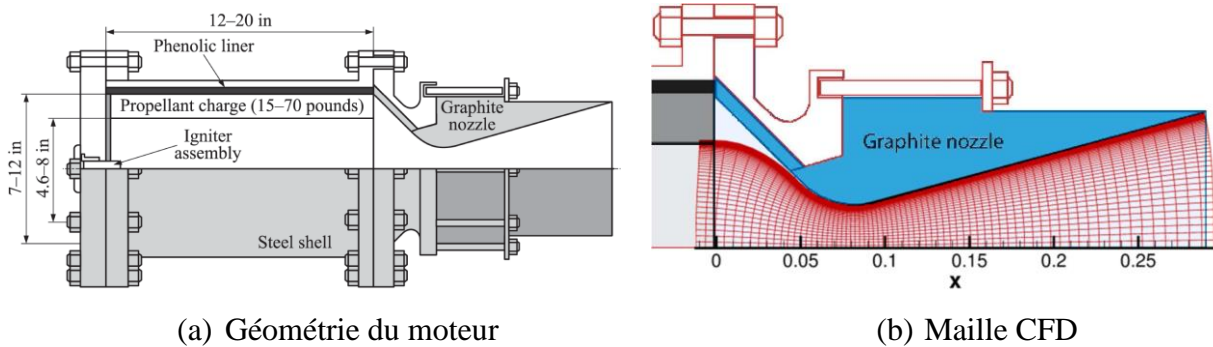 12–20 in
Phenolic liner
Propellant charge (15–70 pounds)
Igniter
assembly
7–12 in
4.6–8 in
Graphite
nozzle
Steel shell
(a) Géométrie du moteur
Graphite nozzle
0
0.05
0.1
0.15
0.2
0.25
x
(b) Maille CFD